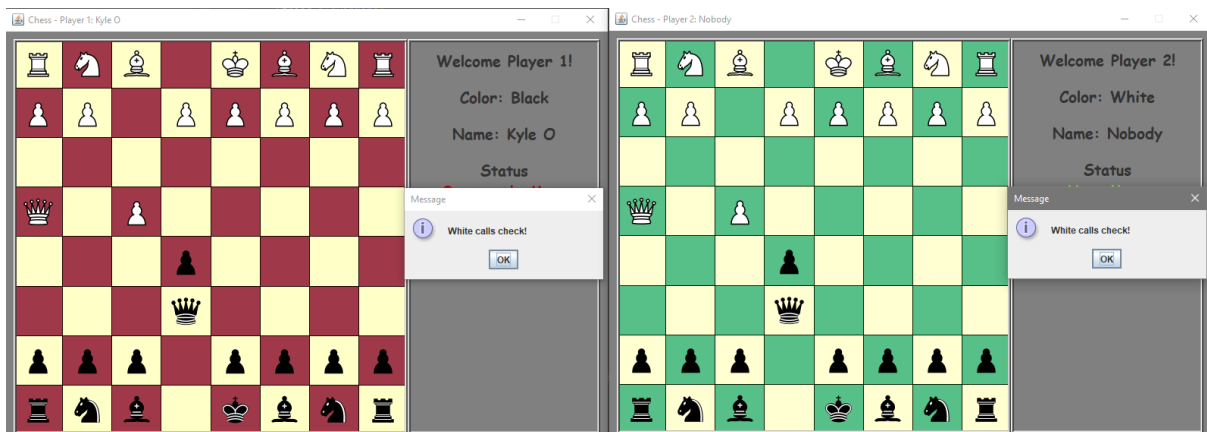 Chess - Player 1: Kyle O
Welcome Player 1!
Color: Black
Name: Kyle O
Status
Message
White calls check!
OK
Chess - Player 2: Nobody
Welcome Player 2!
Color: White
Name: Nobody
Status
Message
White calls check!
OK